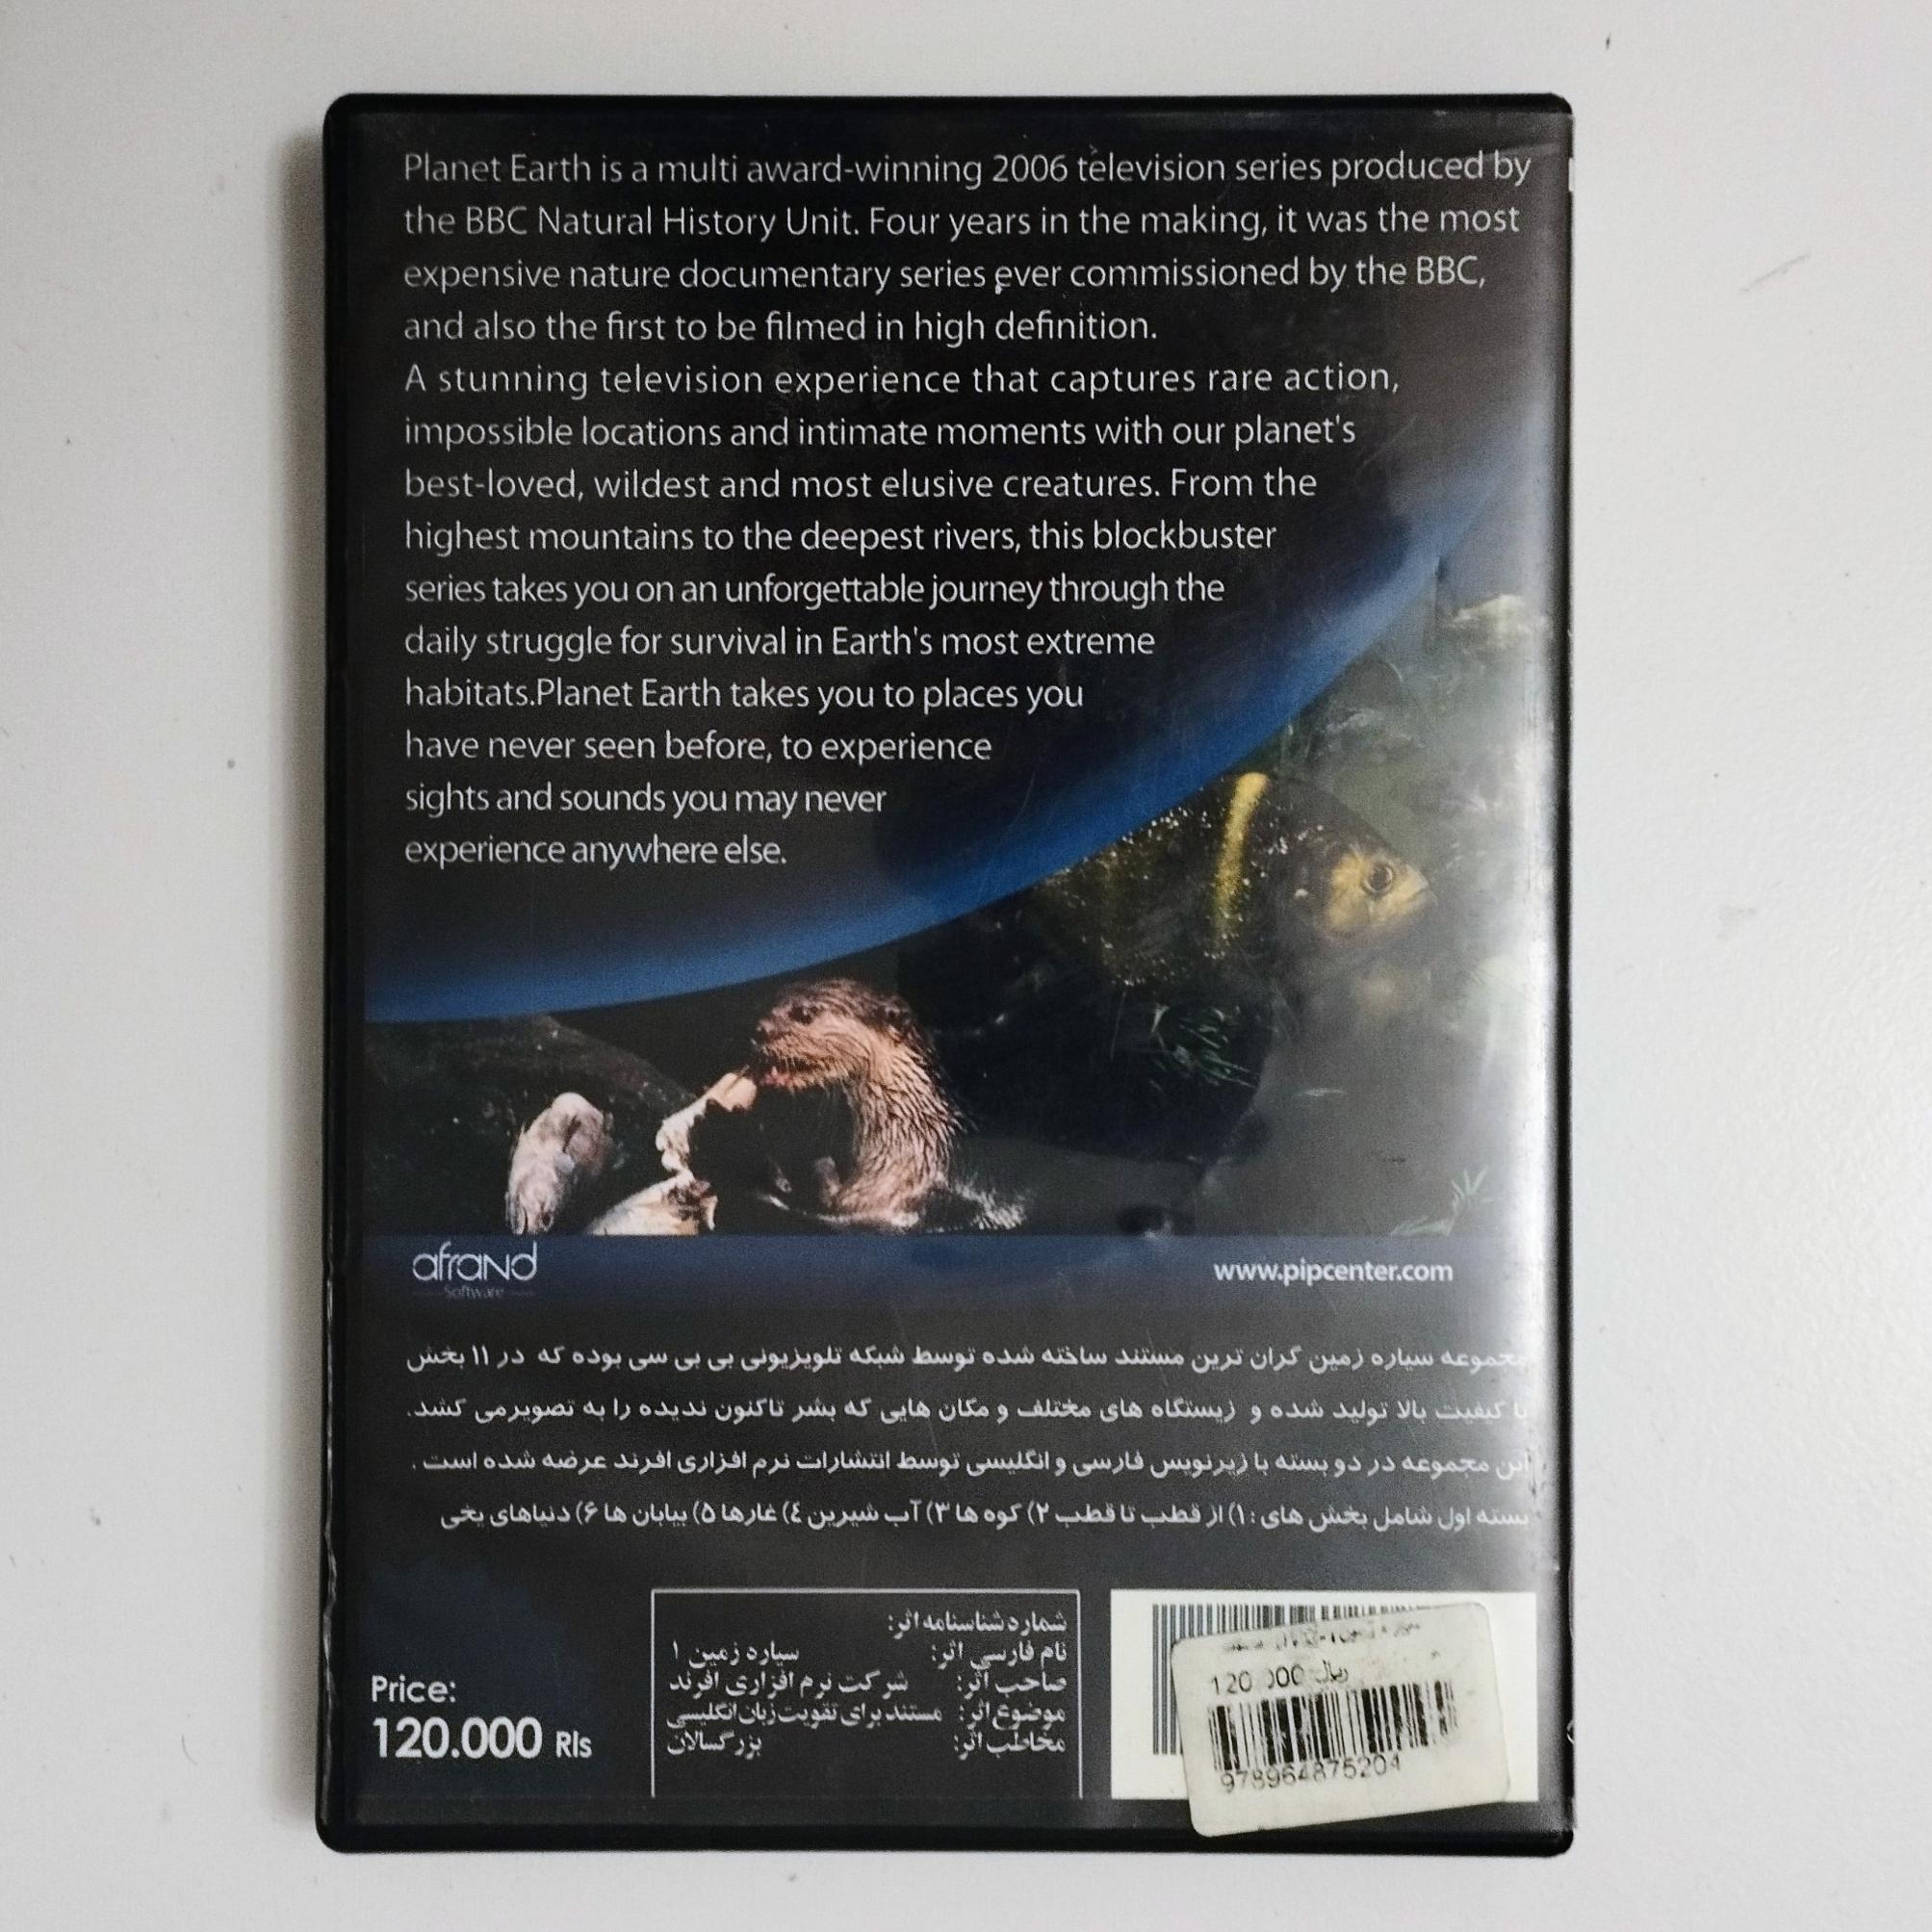 Planet Earth is a multi award-winning 2006 television series produced by
the BBC Natural History Unit. Four years in the making, it was the most
expensive nature documentary series ever commissioned by the BBC,
and also the first to be filmed in high definition.
A stunning television experience that captures rare action,
impossible locations and intimate moments with our planet's
best-loved, wildest and most elusive creatures. From the
highest mountains to the deepest rivers, this blockbuster
series takes you on an unforgettable journey through the
daily struggle for survival in Earth's most extreme
habitats.Planet Earth takes you to places you
have never seen before, to experience
sights and sounds you may never
experience anywhere else.
afraNd
Software
www.pipcenter.com
مجموعه سیاره زمین گران ترین مستند ساخته شده توسط شبکه تلویزیونی بی بی سی بوده که در ۱۱ بخش
با کیفیت بالا تولید شده و زیستگاه های مختلف و مکان هایی که بشر تاکنون ندیده را به تصویرمی کشد.
این مجموعه در دو بسته با زیرنویس فارسی و انگلیسی توسط انتشارات نرم افزاری افرند عرضه شده است .
بسته اول شامل بخش های :۱) از قطب تا قطب ۲) کوه ها ۳) آب شیرین ٤) غارها ۵) بیابان ها ۶) دنیاهای یخی
شماره شناسنامه اثر:
نام فارسی اثر: سیاره زمین ۱
صاحب اثر: شرکت نرم افزاری افرند
موضوع اثر: مستند برای تقویت زبان انگلیسی
مخاطب اثر: بزرگسالان
Price:
120.000 Rls
120 000 ریال
978964875204